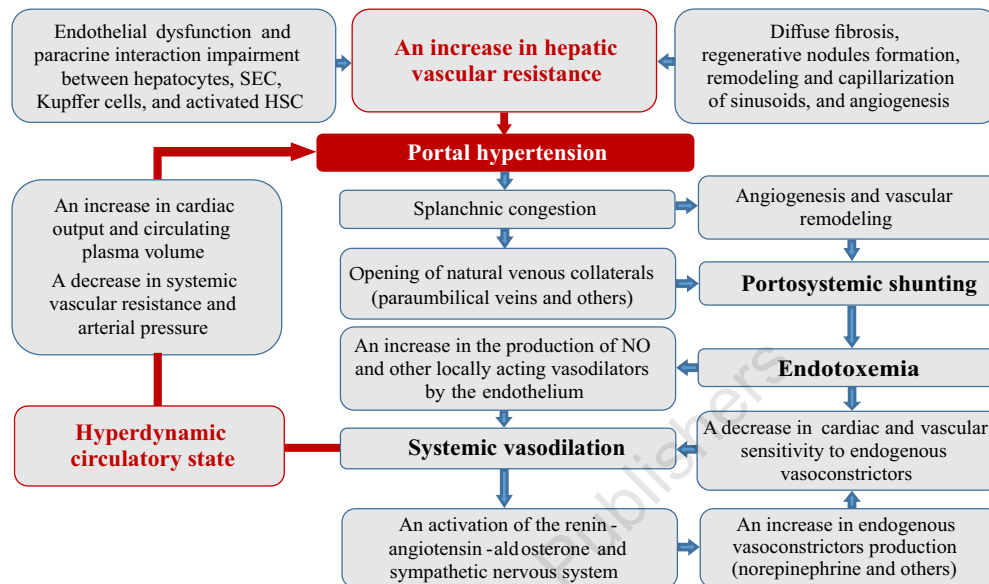 Endothelial dysfunction and
paracrine interaction impairment
between hepatocytes, SEC,
Kupffer cells, and activated HSC
An increase in hepatic
vascular resistance
Diffuse fibrosis,
regenerative nodules formation,
remodeling and capillarization
of sinusoids, and angiogenesis
Portal hypertension
An increase in cardiac
output and circulating
plasma volume
A decrease in systemic
vascular resistance and
arterial pressure
Splanchnic congestion
Angiogenesis and vascular
remodeling
Opening of natural venous collaterals
(paraumbilical veins and others)
Portosystemic shunting
An increase in the production of NO
and other locally acting vasodilators
by the endothelium
Endotoxemia
Hyperdynamic
circulatory state
Systemic vasodilation
A decrease in cardiac and vascular
sensitivity to endogenous
vasoconstrictors
An activation of the renin-
angiotensin-aldosterone and
sympathetic nervous system
An increase in endogenous
vasoconstrictors production
(norepinephrine and others)
Publishers